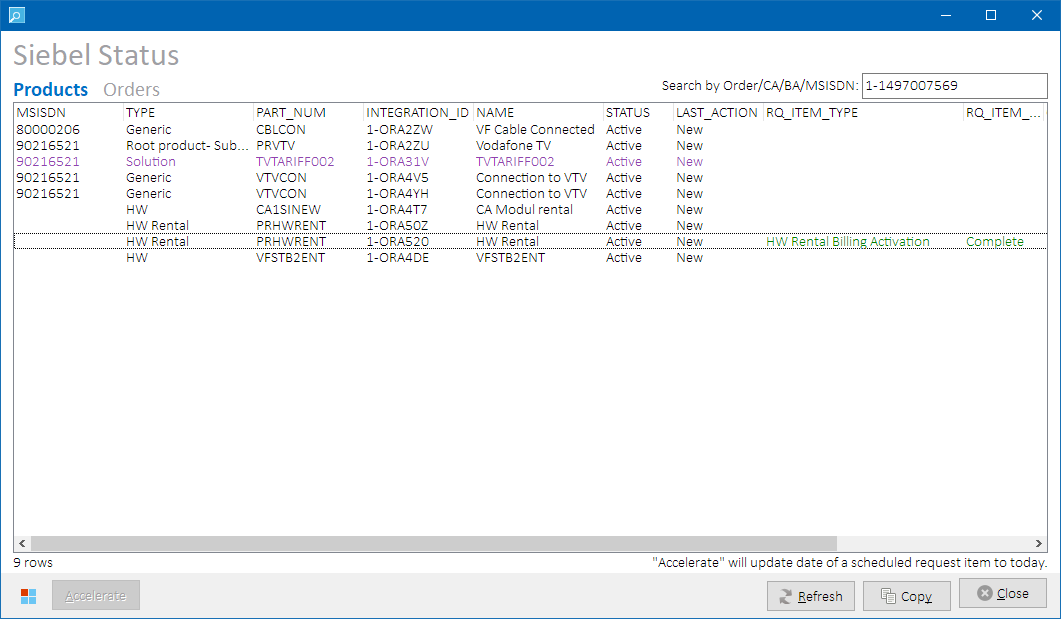 Siebel Status
Products Orders
Search by Order/CA/BA/MSISDN: 1-1497007569
MSISDN TYPE PART_NUM INTEGRATION_ID NAME STATUS LAST_ACTION RQ_ITEM_TYPE RQ_ITEM_...
80000206 Generic CBLCON 1-ORA2ZW VF Cable Connected Active New
90216521 Root product- Sub... PRVTV 1-ORA2ZU Vodafone TV Active New
90216521 Solution TVTARIFF002 1-ORA31V TVTARIFF002 Active New
90216521 Generic VTVCON 1-ORA4V5 Connection to VTV Active New
90216521 Generic VTVCON 1-ORA4YH Connection to VTV Active New
HW CA1SINEW 1-ORA4T7 CA Modul rental Active New
HW Rental PRHWRENT 1-ORA50Z HW Rental Active New
HW Rental PRHWRENT 1-ORA520 HW Rental Active New HW Rental Billing Activation Complete
HW VFSTB2ENT 1-ORA4DE VFSTB2ENT Active New
9 rows "Accelerate" will update date of a scheduled request item to today.
Accelerate Refresh Copy Close